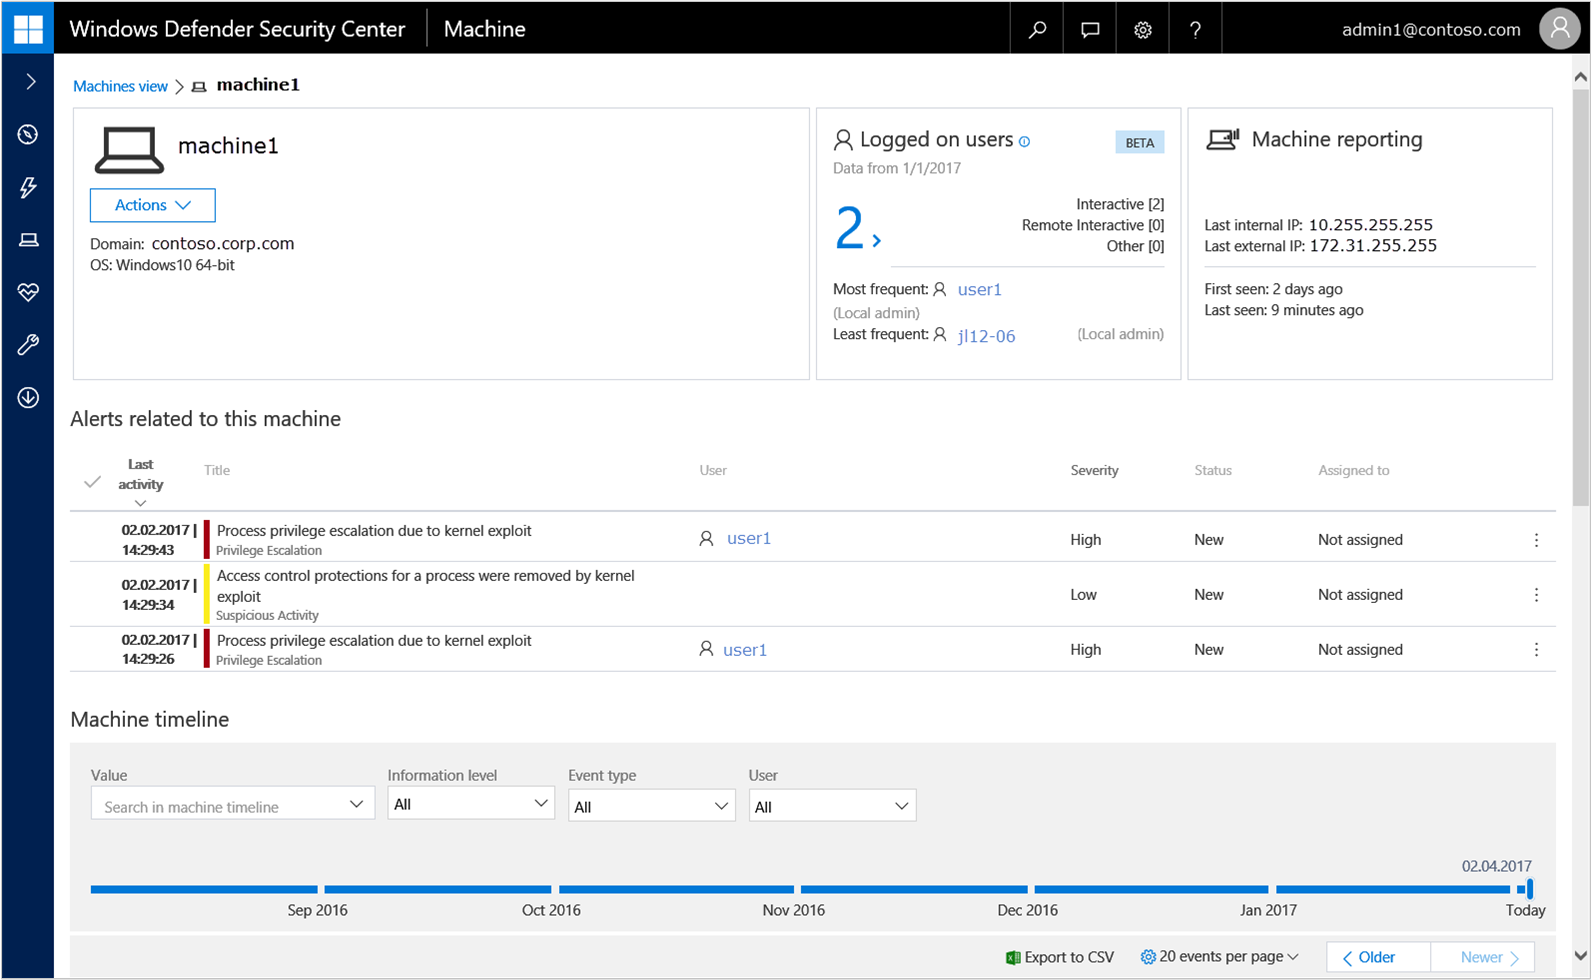 Windows Defender Security Center
Machine
?
admin1@contoso.com
Machines view > machine1
machine1
Actions
Domain: contoso.corp.com
OS: Windows10 64-bit
Logged on users
BETA
Data from 1/1/2017
2
Interactive [2]
Remote Interactive [0]
Other [0]
Most frequent: user1
(Local admin)
Least frequent: jl12-06 (Local admin)
Machine reporting
Last internal IP: 10.255.255.255
Last external IP: 172.31.255.255
First seen: 2 days ago
Last seen: 9 minutes ago
Alerts related to this machine
Last activity Title User Severity Status Assigned to
02.02.2017 | 14:29:43
Process privilege escalation due to kernel exploit
Privilege Escalation
user1 High New Not assigned
02.02.2017 | 14:29:34
Access control protections for a process were removed by kernel
exploit
Suspicious Activity
Low New Not assigned
02.02.2017 | 14:29:26
Process privilege escalation due to kernel exploit
Privilege Escalation
user1 High New Not assigned
Machine timeline
Value Information level Event type User
Search in machine timeline All All All
02.04.2017
Sep 2016 Oct 2016 Nov 2016 Dec 2016 Jan 2017 Today
Export to CSV 20 events per page Older Newer